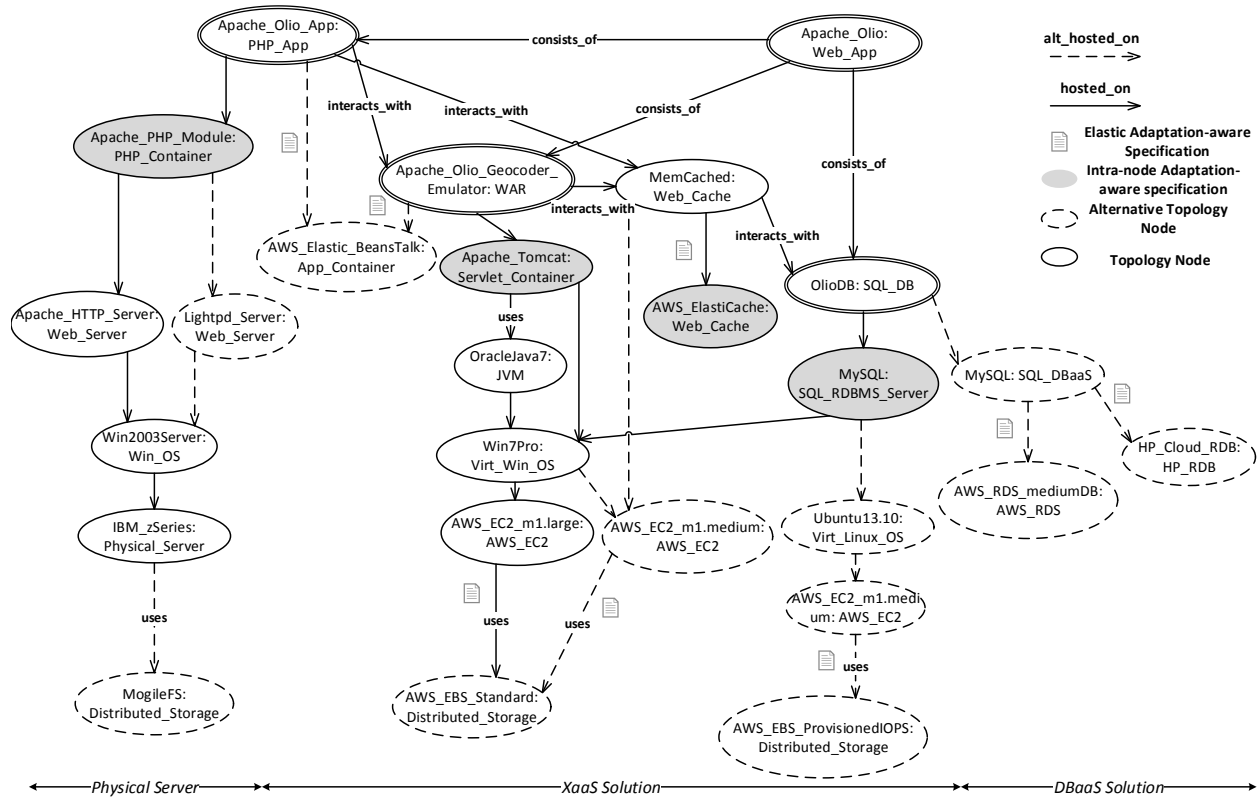 Apache_Olio_App:
PHP_App
consists_of
Apache_Olio:
Web_App
alt_hosted_on
hosted_on
Elastic Adaptation-aware
Specification
Intra-node Adaptation-
aware specification
Alternative Topology
Node
Topology Node
interacts_with
interacts_with
consists_of
consists_of
Apache_PHP_Module:
PHP_Container
Apache_Olio_Geocoder_
Emulator: WAR
MemCached:
Web_Cache
interacts_with
interacts_with
AWS_Elastic_BeansTalk:
App_Container
Apache_Tomcat:
Servlet_Container
OlioDB: SQL_DB
AWS_ElastiCache:
Web_Cache
Apache_HTTP_Server:
Web_Server
Lightpd_Server:
Web_Server
uses
OracleJava7:
JVM
MySQL:
SQL_RDBMS_Server
MySQL: SQL_DBaaS
Win2003Server:
Win_OS
Win7Pro:
Virt_Win_OS
HP_Cloud_RDB:
HP_RDB
AWS_RDS_mediumDB:
AWS_RDS
IBM_zSeries:
Physical_Server
AWS_EC2_m1.large:
AWS_EC2
AWS_EC2_m1.medium:
AWS_EC2
Ubuntu13.10:
Virt_Linux_OS
AWS_EC2_m1.medi
um: AWS_EC2
uses
uses
uses
uses
MogileFS:
Distributed_Storage
AWS_EBS_Standard:
Distributed_Storage
AWS_EBS_ProvisionedIOPS:
Distributed_Storage
Physical Server
XaaS Solution
DBaaS Solution